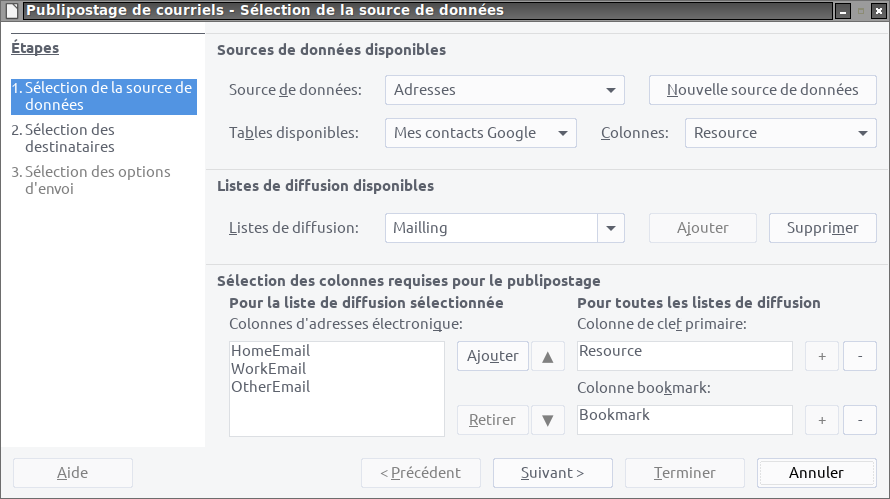 Publipostage de courriels - Sélection de la source de données
Étapes
1. Sélection de la source de
données
2. Sélection des
destinataires
3. Sélection des options
d'envoi
Sources de données disponibles
Source de données: Adresses Nouvelle source de données
Tables disponibles: Mes contacts Google Colonnes: Resource
Listes de diffusion disponibles
Listes de diffusion: Mailling Ajouter Supprimer
Sélection des colonnes requises pour le publipostage
Pour la liste de diffusion sélectionnée
Colonnes d'adresses électronique:
HomeEmail
WorkEmail
OtherEmail
Ajouter ▲
Retirer ▼
Pour toutes les listes de diffusion
Colonne de clef primaire:
Resource + -
Colonne bookmark:
Bookmark + -
Aide < Précédent Suivant > Terminer Annuler